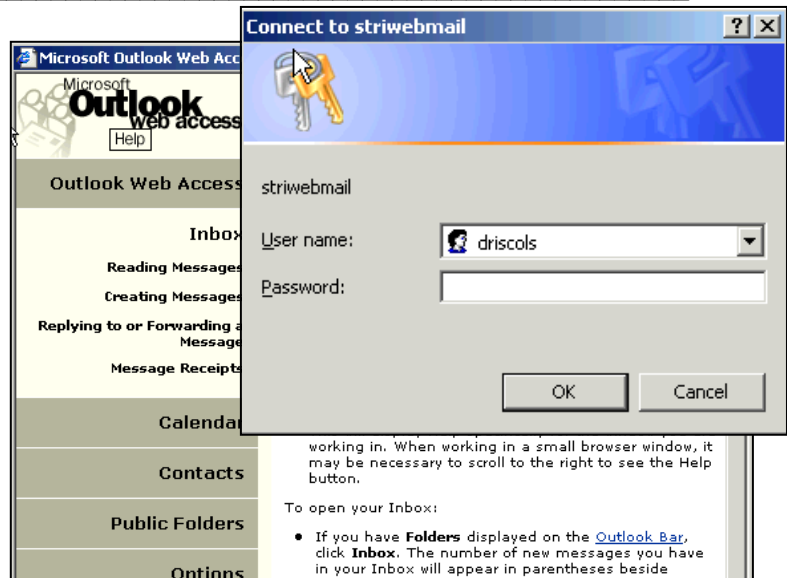 Connect to striwebmail
Microsoft Outlook Web Acc
Microsoft
Outlook
web access
Help
Outlook Web Access
Inbox
Reading Messages
Creating Messages
Replying to or Forwarding a
Message
Message Receipts
Calendar
Contacts
Public Folders
Options
striwebmail
User name:
driscols
Password:
OK
Cancel
working in. When working in a small browser window, it
may be necessary to scroll to the right to see the Help
button.
To open your Inbox:
• If you have Folders displayed on the Outlook Bar,
click Inbox. The number of new messages you have
in your Inbox will appear in parentheses beside